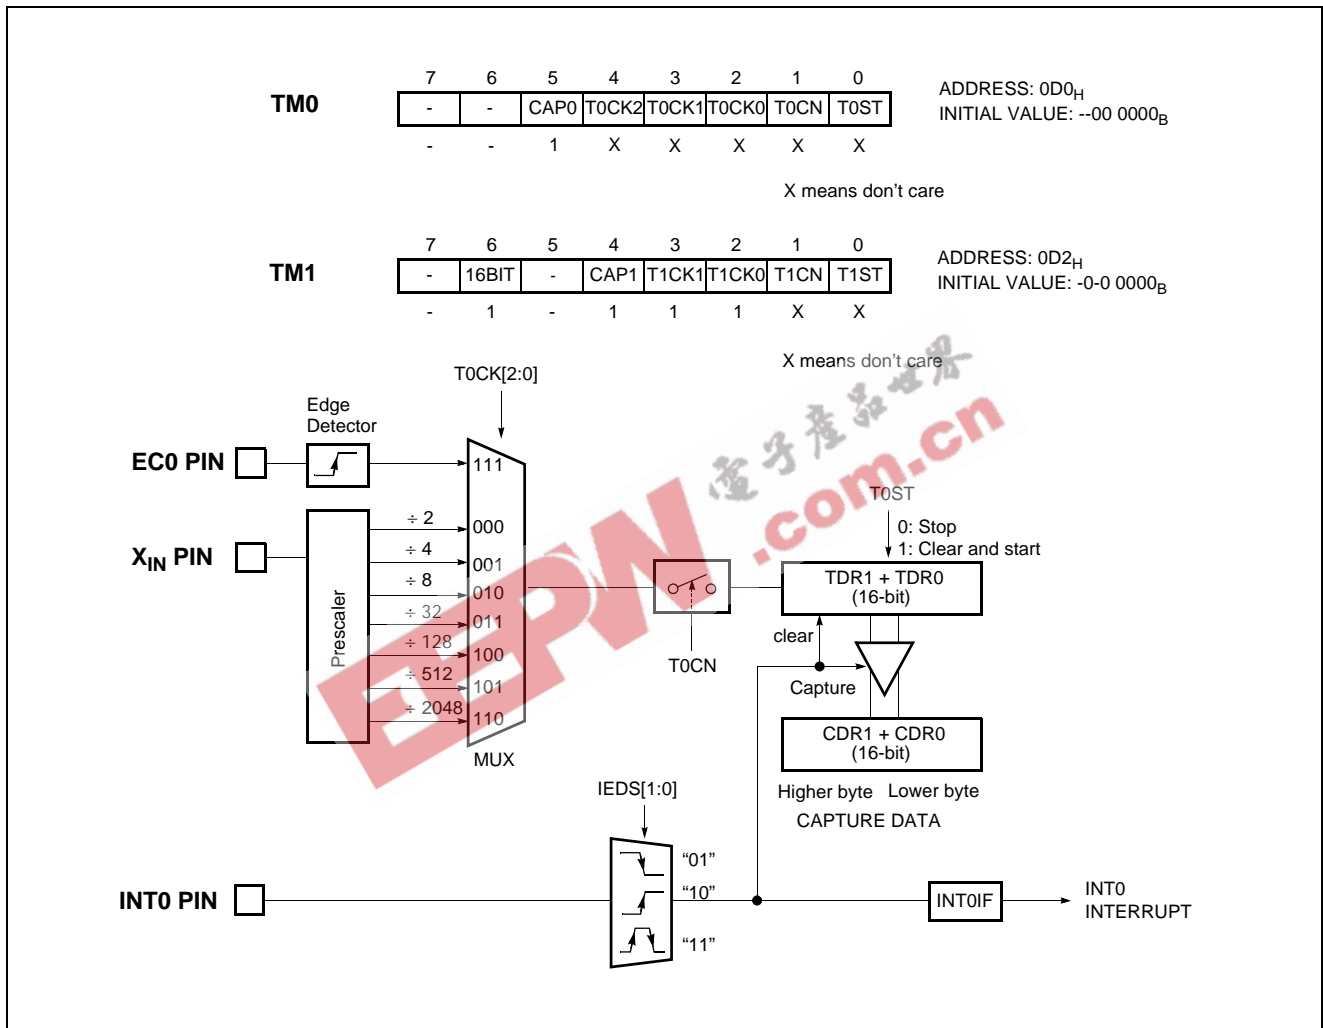 7 6 5 4 3 2 1 0
TM0 - - CAP0 T0CK2 T0CK1 T0CK0 T0CN T0ST
- - 1 X X X X X
ADDRESS: 0D0H
INITIAL VALUE: --00 0000B
X means don't care
7 6 5 4 3 2 1 0
TM1 - 16BIT - CAP1 T1CK1 T1CK0 T1CN T1ST
- 1 - 1 1 1 X X
ADDRESS: 0D2H
INITIAL VALUE: -0-0 0000B
X means don't care
T0CK[2:0]
Edge
Detector
EC0 PIN
111
XIN PIN
Prescaler
÷ 2 000
÷ 4 001
÷ 8 010
÷ 32 011
÷ 128 100
÷ 512 101
÷ 2048 110
MUX
T0CN
T0ST
0: Stop
1: Clear and start
TDR1 + TDR0
(16-bit)
clear
Capture
CDR1 + CDR0
(16-bit)
Higher byte Lower byte
CAPTURE DATA
IEDS[1:0]
INT0 PIN
“01”
“10”
“11”
INT0IF
INT0
INTERRUPT
EEPW
電子產品世界
.com.cn